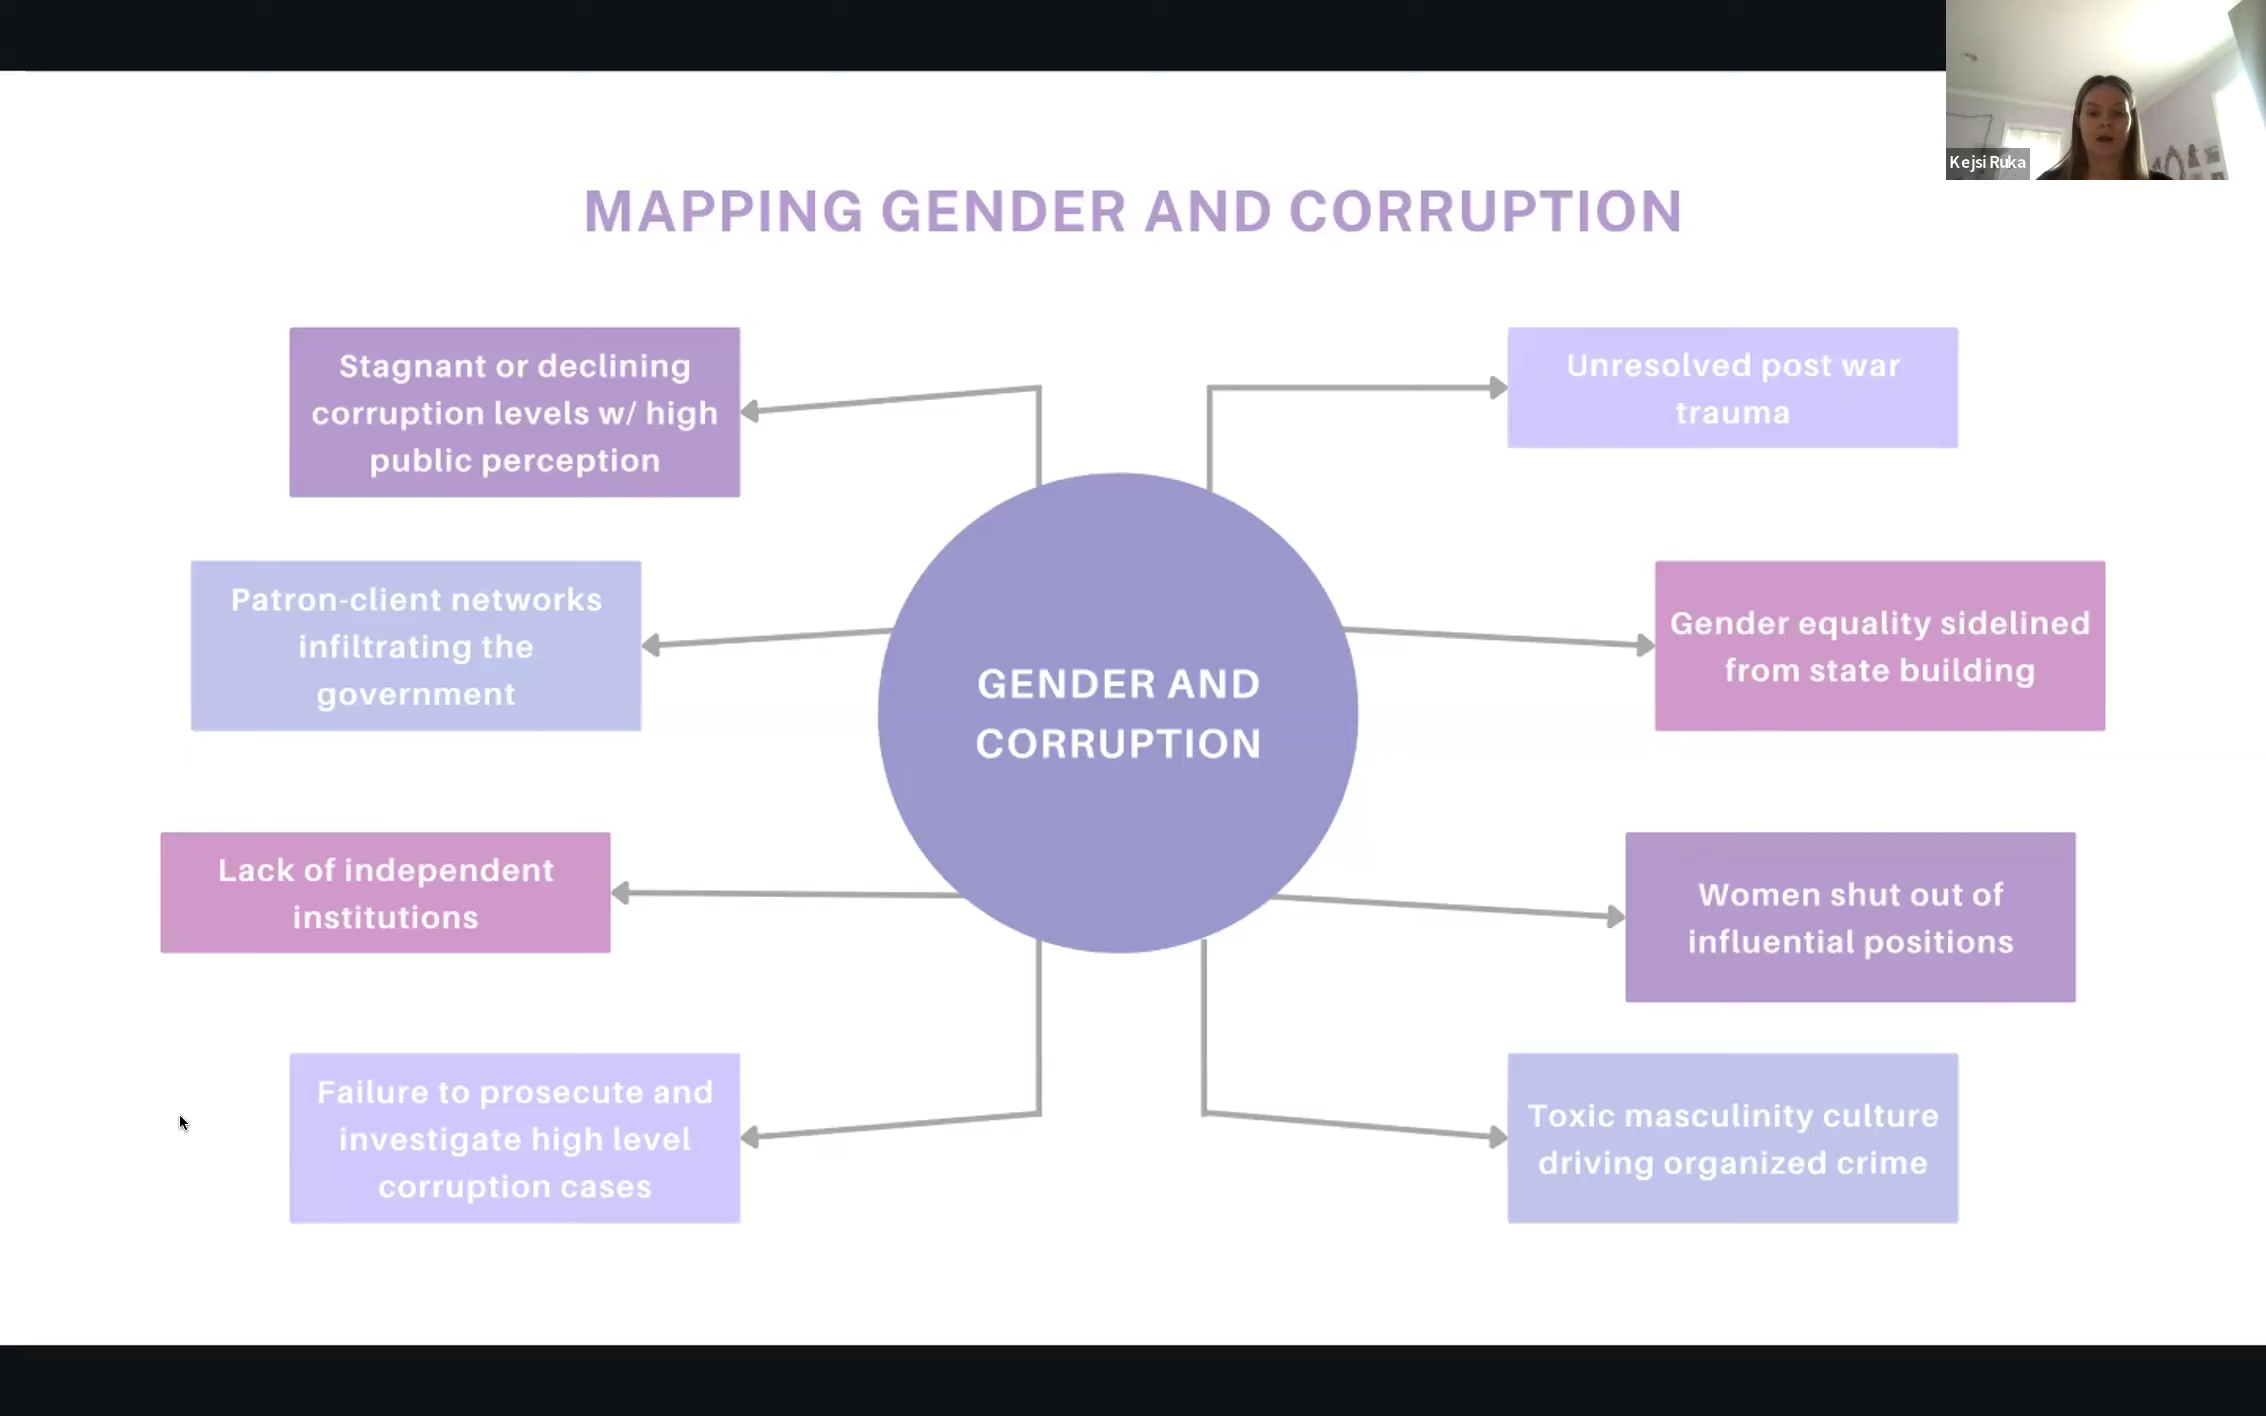 Kejsi Ruka
MAPPING GENDER AND CORRUPTION
Stagnant or declining
corruption levels w/ high
public perception
Unresolved post war
trauma
Patron-client networks
infiltrating the
government
Gender equality sidelined
from state building
GENDER AND
CORRUPTION
Lack of independent
institutions
Women shut out of
influential positions
Failure to prosecute and
investigate high level
corruption cases
Toxic masculinity culture
driving organized crime